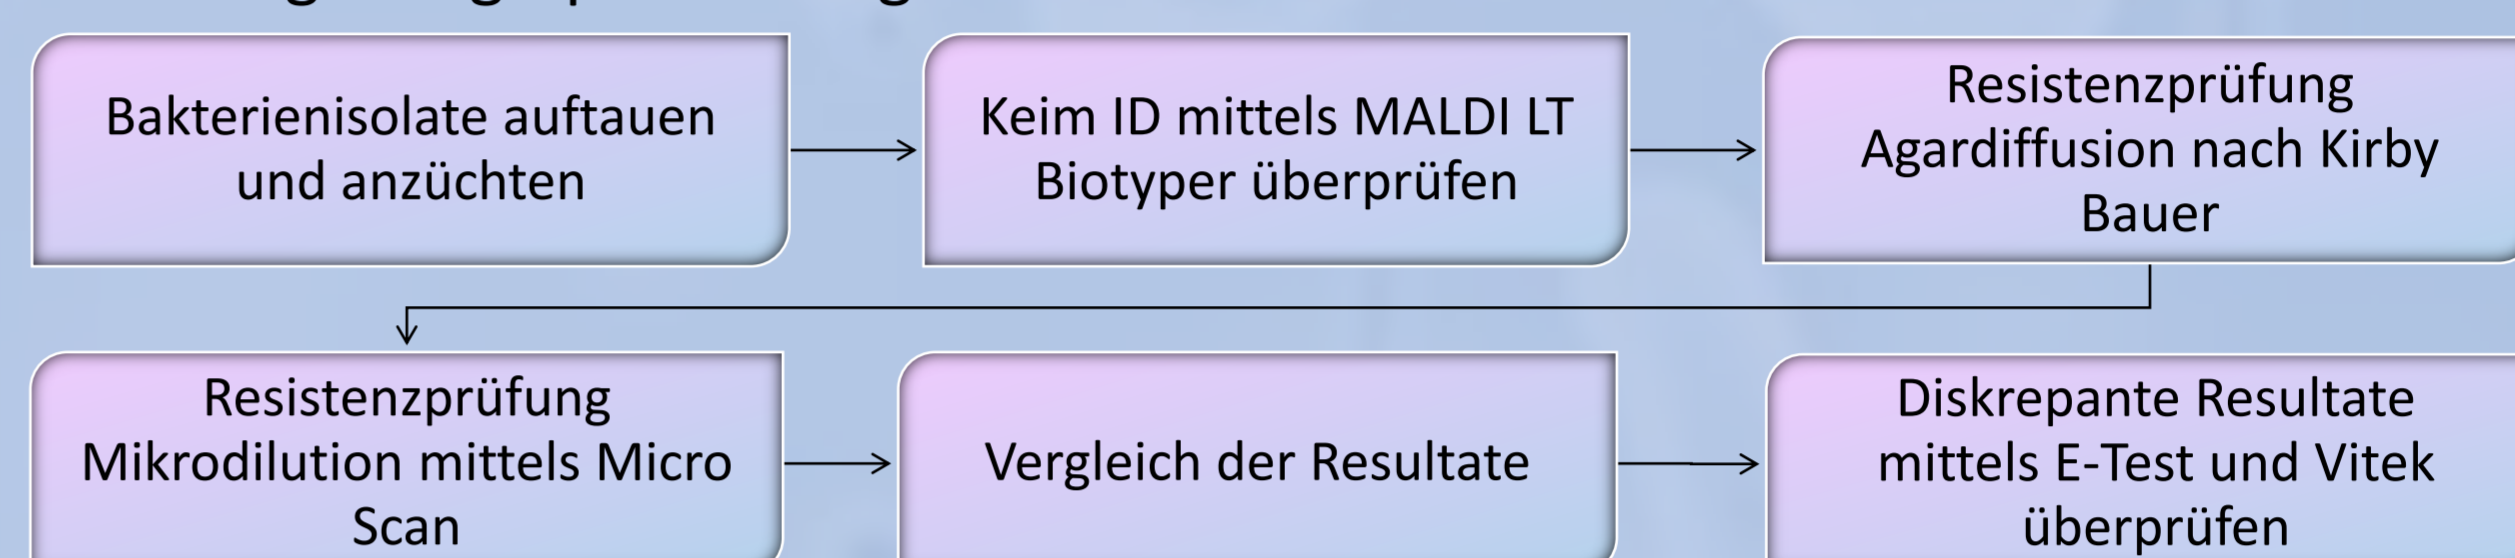 Bakterienisolate auftauen
und anzüchten
Keim ID mittels MALDI LT
Biotyper überprüfen
Resistenzprüfung
Agardiffusion nach Kirby
Bauer
Resistenzprüfung
Mikrodilution mittels Micro
Scan
Vergleich der Resultate
Diskrepante Resultate
mittels E-Test und Vitek
überprüfen